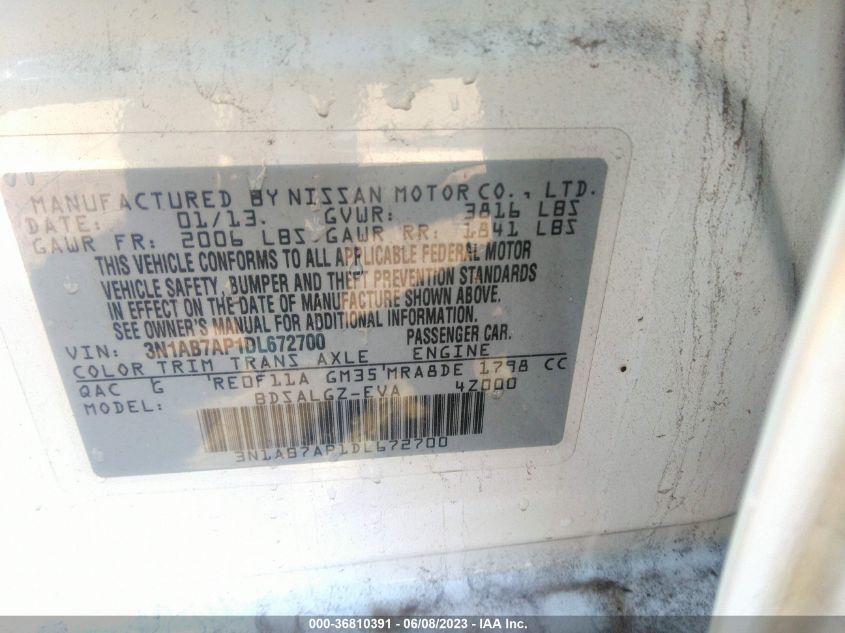 MANUFACTURED BY NISSAN MOTOR CO., LTD.
DATE: 01/13. GVWR: 3816 LBS
GAWR FR: 2006 LBS GAWR RR: 1841 LBS
THIS VEHICLE CONFORMS TO ALL APPLICABLE FEDERAL MOTOR
VEHICLE SAFETY, BUMPER AND THEFT PREVENTION STANDARDS
IN EFFECT ON THE DATE OF MANUFACTURE SHOWN ABOVE.
SEE OWNER'S MANUAL FOR ADDITIONAL INFORMATION.
VIN: 3N1AB7AP1DL672700 PASSENGER CAR.
COLOR TRIM TRANS AXLE ENGINE
QAC G 'RE0F11A GM35'MRA8DE 1798 CC
MODEL: BDSALGZ-EVA 4Z000
3N1AB7AP1DL672700
000-36810391 - 06/08/2023 - IAA Inc.